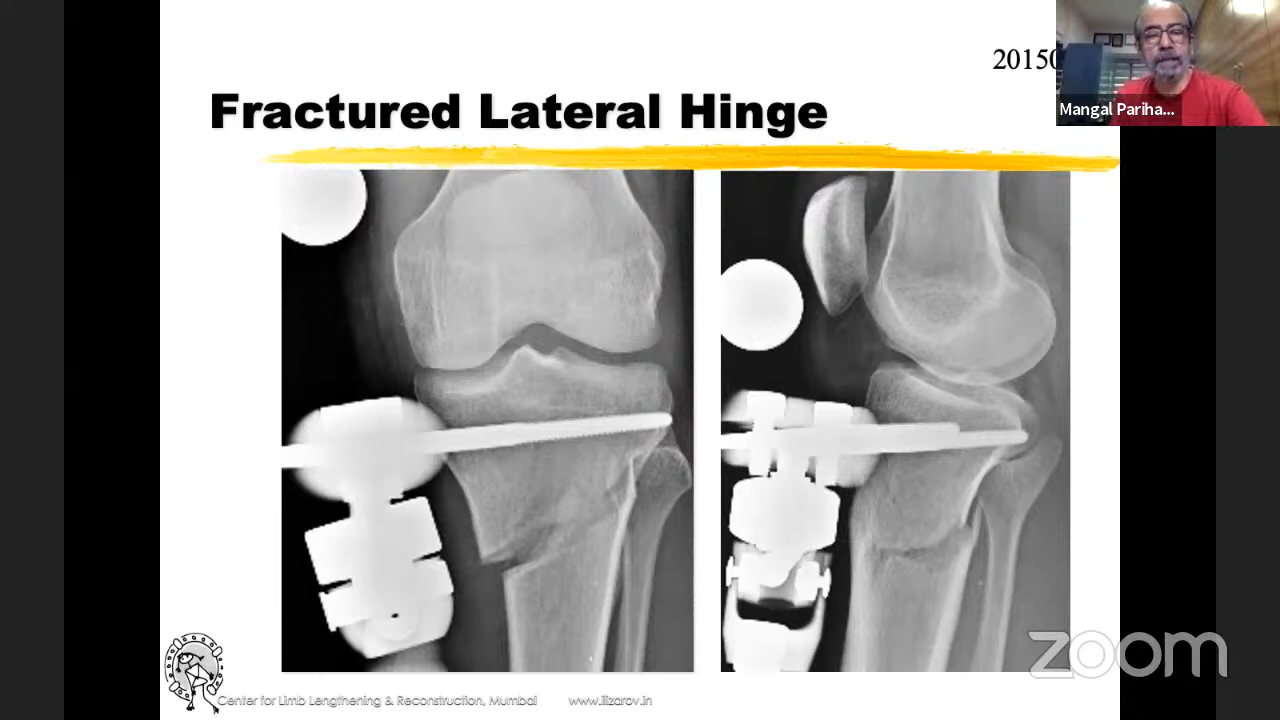 20150
Fractured Lateral Hinge
Mangal Pariha...
Center for Limb Lengthening & Reconstruction, Mumbai www.ilizarov.in
zoom